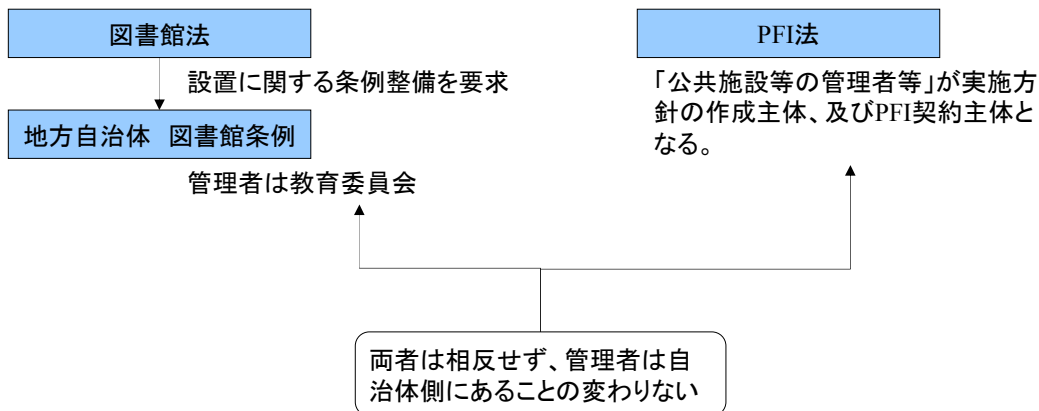 図書館法
設置に関する条例整備を要求
地方自治体 図書館条例
管理者は教育委員会
PFI法
「公共施設等の管理者等」が実施方
針の作成主体、及びPFI契約主体と
なる。
両者は相反せず、管理者は自
治体側にあることの変わりない